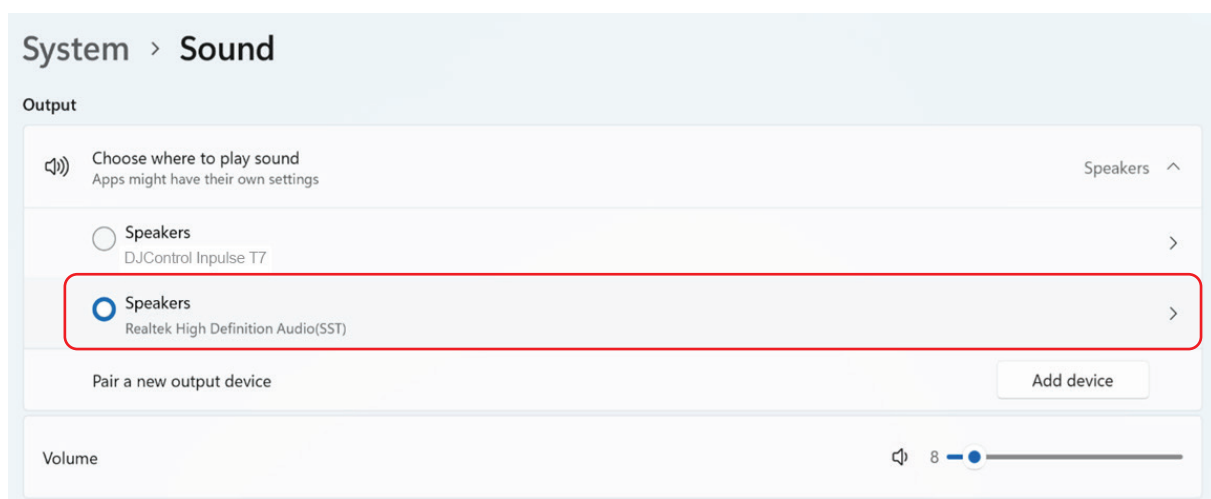 System > Sound
Output
Choose where to play sound
Apps might have their own settings
Speakers
Speakers
DJControl Inpulse T7
Speakers
Realtek High Definition Audio(SST)
Pair a new output device
Add device
Volume
8